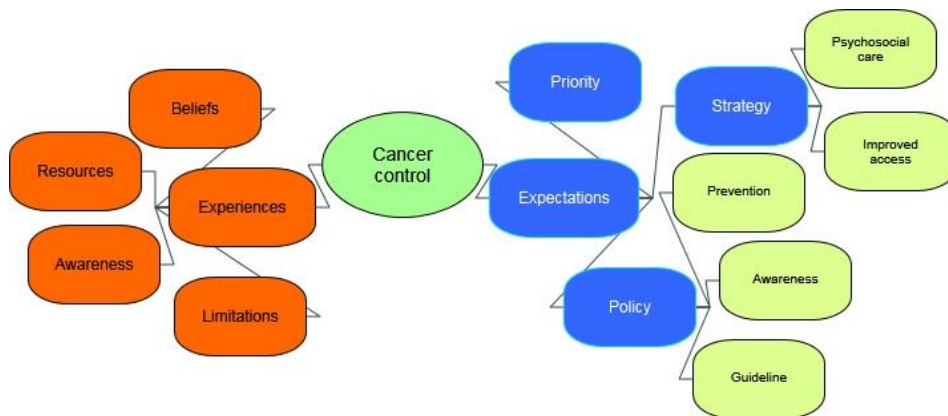 Psychosocial
care
Priority
Beliefs
Strategy
Cancer
control
Improved
access
Resources
Prevention
Experiences
Expectations
Awareness
Awareness
Policy
Limitations
Guideline